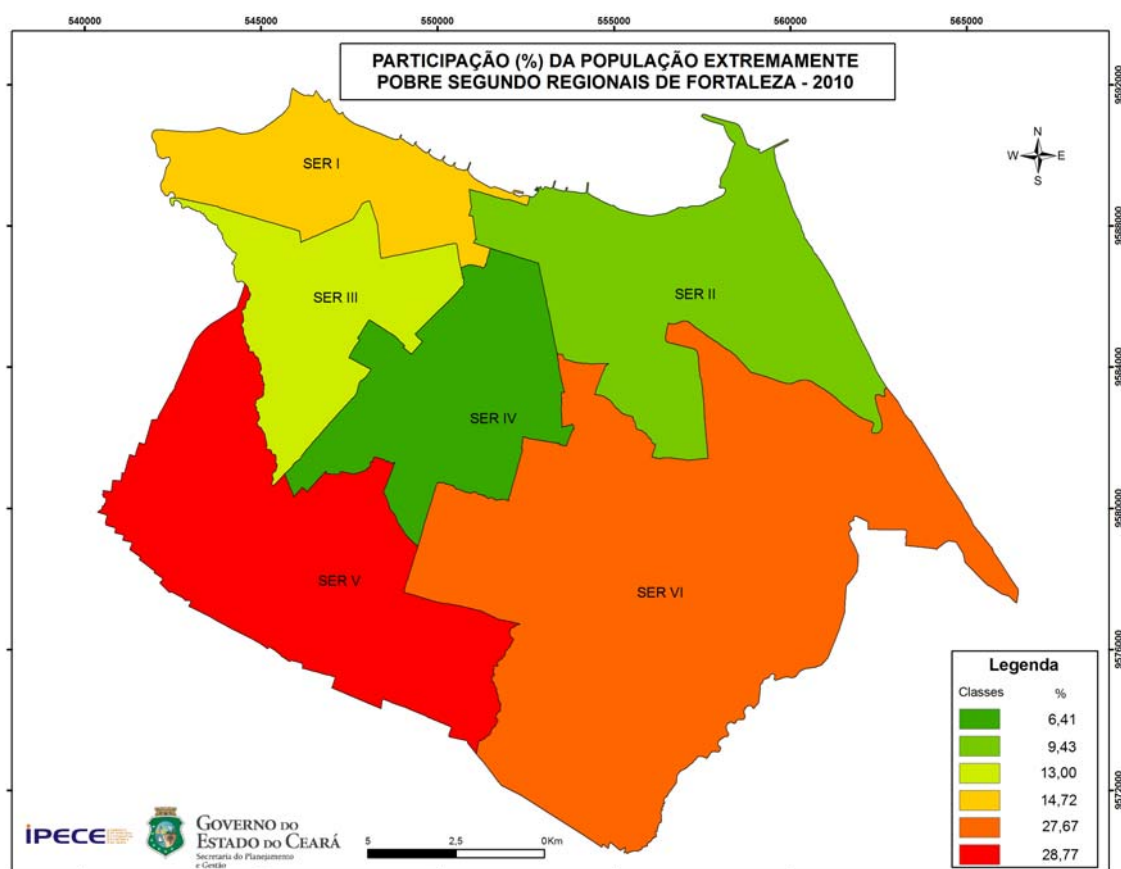 540000 545000 550000 555000 560000 565000
PARTICIPAÇÃO (%) DA POPULAÇÃO EXTREMAMENTE
POBRE SEGUNDO REGIONAIS DE FORTALEZA - 2010
9592000
N
W E
S
SER I
9588000
SER II
SER III
9584000
SER IV
9580000
SER V
SER VI
9576000
Legenda
Classes %
6,41
9,43
13,00
14,72
27,67
28,77
9572000
IPECE
GOVERNO DO
ESTADO DO CEARÁ
Secretaria do Planejamento
e Gestão
5 2,5 0Km